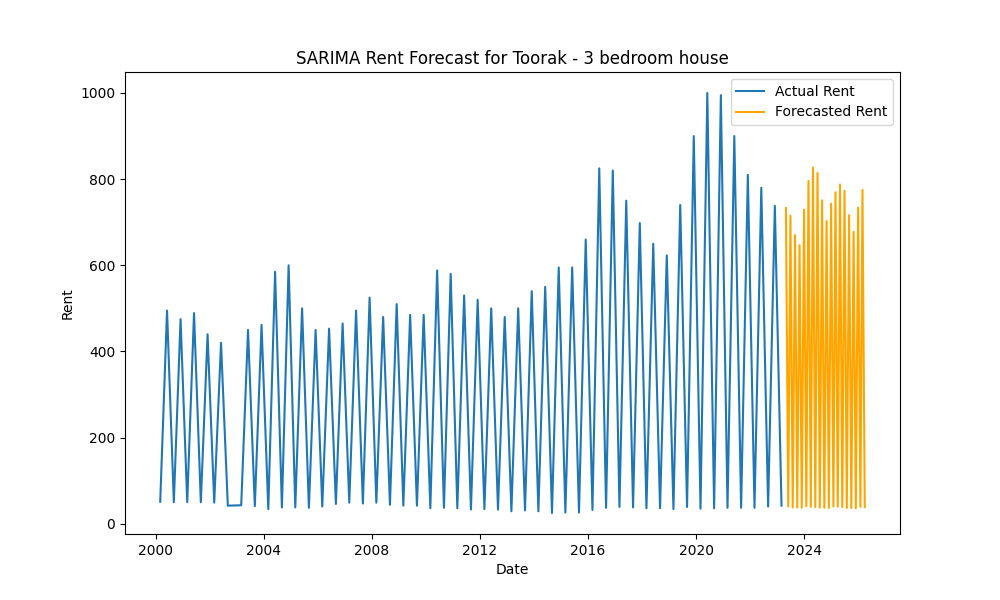 SARIMA Rent Forecast for Toorak - 3 bedroom house
Actual Rent
Forecasted Rent
1000
800
600
400
200
0
Rent
2000
2004
2008
2012
2016
2020
2024
Date